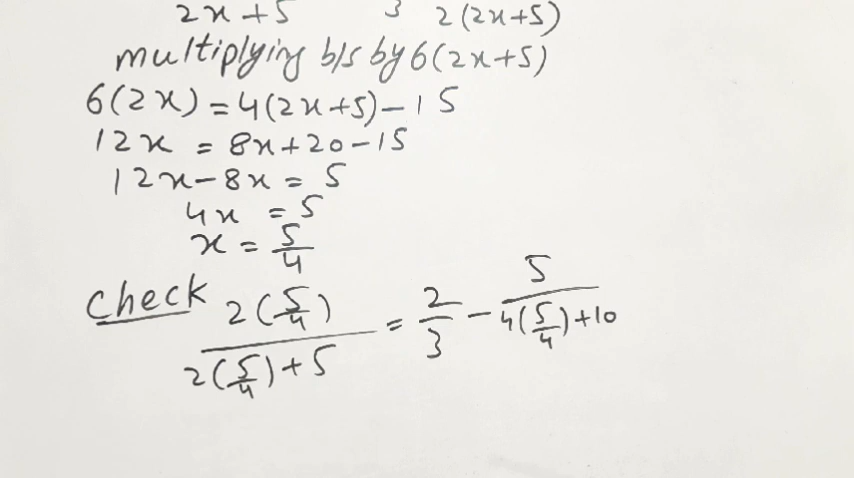 2x+5 3 2(2x+5)
multiplying b/s by 6(2x+5)
6(2x) = 4(2x+5) - 15
12x = 8x+20-15
12x-8x = 5
4x = 5
x = 5/4
Check 2(5/4) / 2(5/4)+5 = 2/3 - 5 / 4(5/4)+10